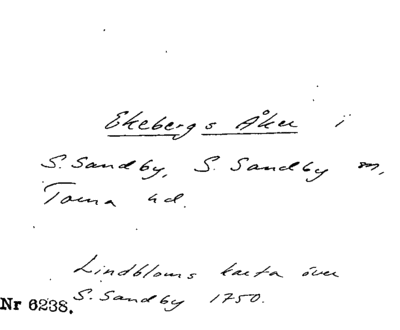 Ekebergs Åker i
S. Sandby, S. Sandby sn,
Torna hd.
Lindbloms karta över
S. Sandby 1750.
Nr 6238.